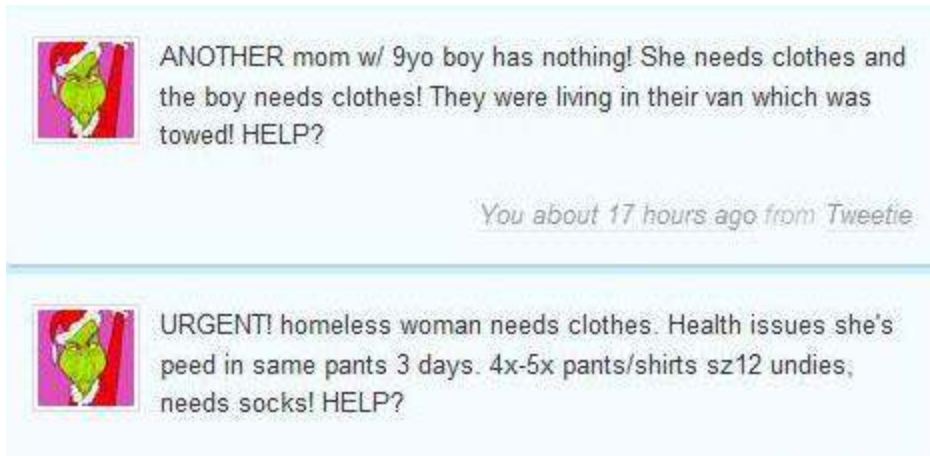 ANOTHER mom w/ 9yo boy has nothing! She needs clothes and
the boy needs clothes! They were living in their van which was
towed! HELP?
You about 17 hours ago from Tweetie
URGENT! homeless woman needs clothes. Health issues she's
peed in same pants 3 days. 4x-5x pants/shirts sz12 undies,
needs socks! HELP?